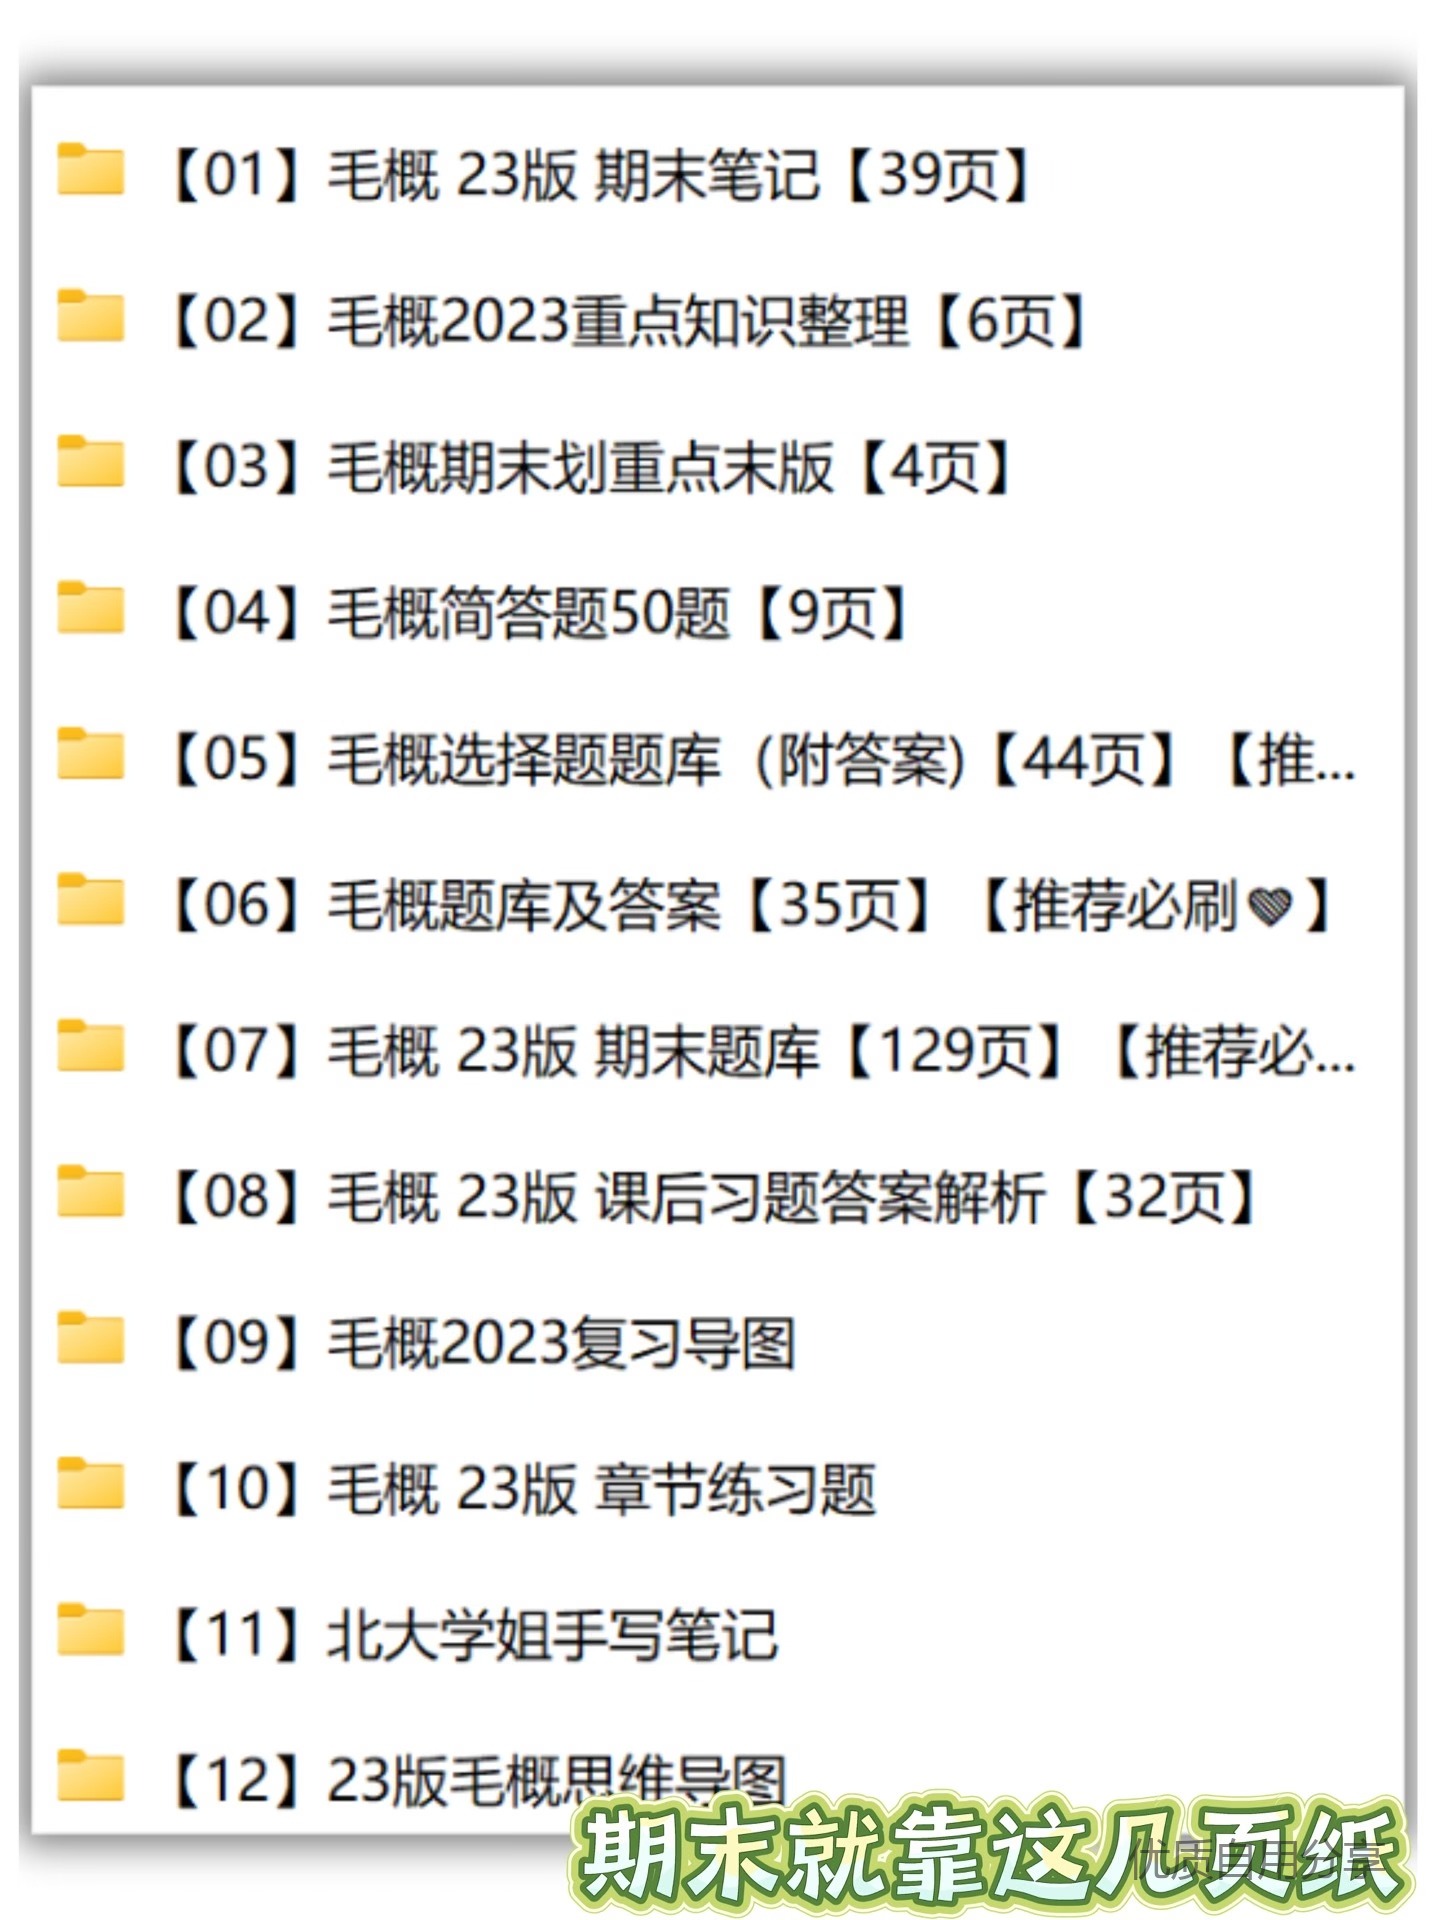 【01】毛概 23版 期末笔记【39页】
【02】毛概2023重点知识整理【6页】
【03】毛概期末划重点末版【4页】
【04】毛概简答题50题【9页】
【05】毛概选择题题库（附答案)【44页】【推...
【06】毛概题库及答案【35页】【推荐必刷🖤】
【07】毛概 23版 期末题库【129页】【推荐必...
【08】毛概 23版 课后习题答案解析【32页】
【09】毛概2023复习导图
【10】毛概 23版 章节练习题
【11】北大学姐手写笔记
【12】23版毛概思维导图
期末就靠这几页纸
优质自用分享